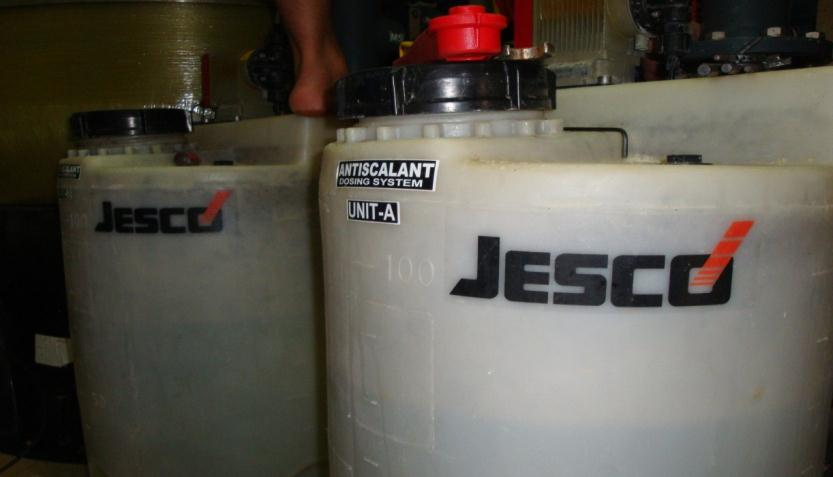 ANTISCALANT
DOSING SYSTEM
UNIT-A
100
JESCO
JESCO